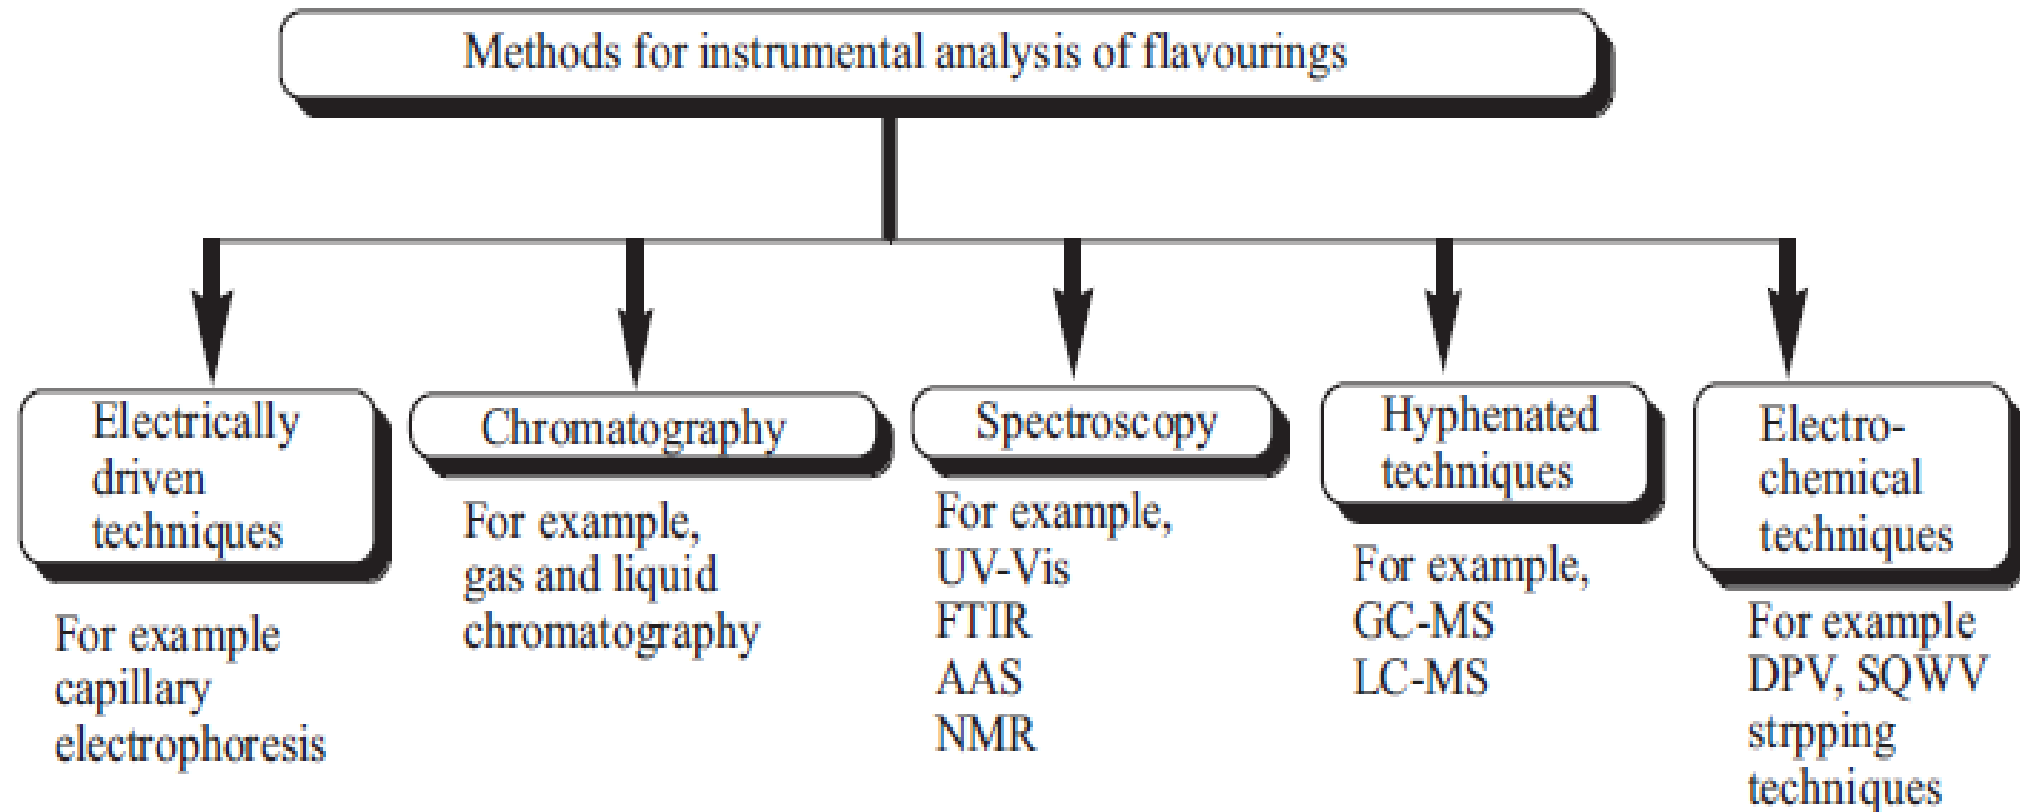 Methods for instrumental analysis of flavourings
Electrically
driven
techniques
For example
capillary
electrophoresis
Chromatography
For example,
gas and liquid
chromatography
Spectroscopy
For example,
UV-Vis
FTIR
AAS
NMR
Hyphenated
techniques
For example,
GC-MS
LC-MS
Electro-
chemical
techniques
For example
DPV, SQWV
strpping
techniques